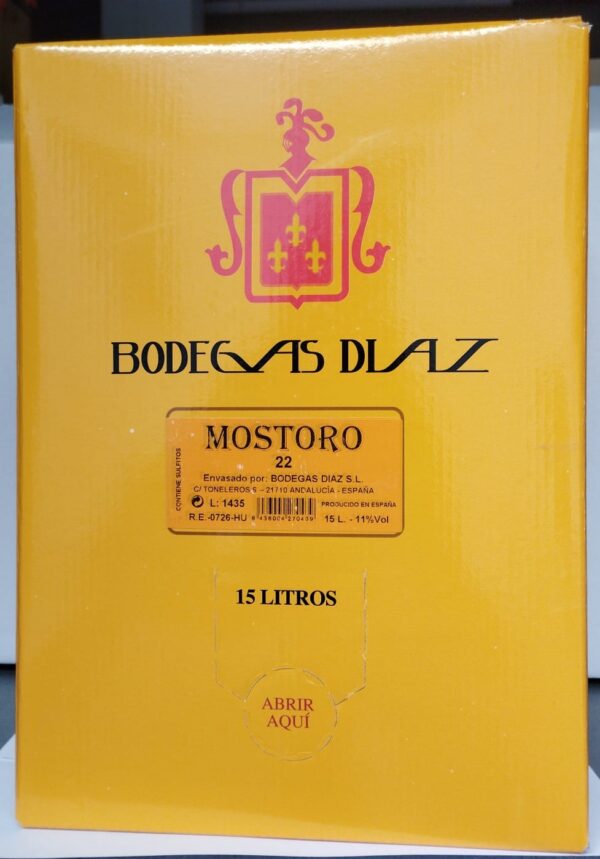 BODEGAS DIAZ
MOSTORO
22
Envasado por: BODEGAS DIAZ S.L.
C/ TONELEROS 6 - 21710 ANDALUCÍA - ESPAÑA
CONTIENE SULFITOS
L: 1435
PRODUCIDO EN ESPAÑA
R.E.-0726-HU
8436004270439
15 L. - 11%Vol
15 LITROS
ABRIR
AQUÍ